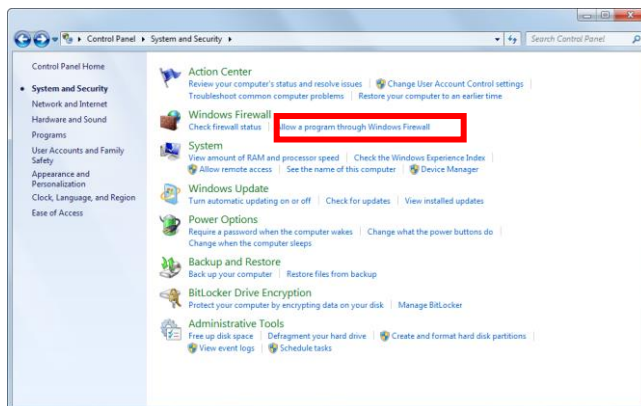 Control Panel ▸ System and Security ▸
Search Control Panel
Control Panel Home
System and Security
Network and Internet
Hardware and Sound
Programs
User Accounts and Family
Safety
Appearance and
Personalization
Clock, Language, and Region
Ease of Access
Action Center
Review your computer's status and resolve issues | Change User Account Control settings |
Troubleshoot common computer problems | Restore your computer to an earlier time
Windows Firewall
Check firewall status | Allow a program through Windows Firewall
System
View amount of RAM and processor speed | Check the Windows Experience Index |
Allow remote access | See the name of this computer | Device Manager
Windows Update
Turn automatic updating on or off | Check for updates | View installed updates
Power Options
Require a password when the computer wakes | Change what the power buttons do |
Change when the computer sleeps
Backup and Restore
Back up your computer | Restore files from backup
BitLocker Drive Encryption
Protect your computer by encrypting data on your disk | Manage BitLocker
Administrative Tools
Free up disk space | Defragment your hard drive | Create and format hard disk partitions |
View event logs | Schedule tasks